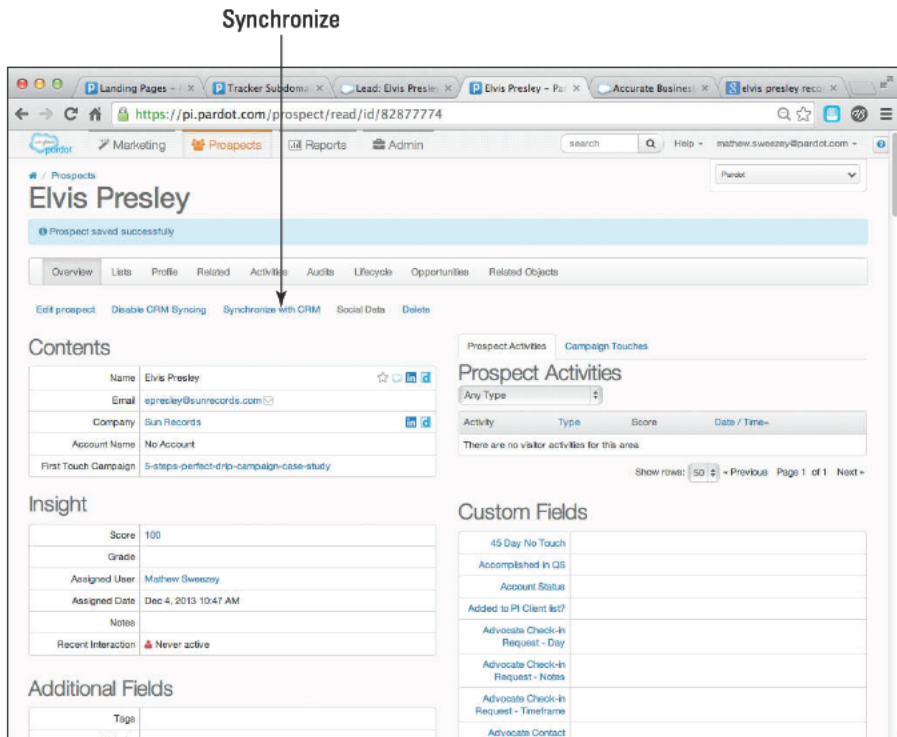 Synchronize
Landing Pages -
Tracker Subdoma
Lead: Elvis Presle
Elvis Presley – Pa
Accurate Business
elvis presley reco
https://pi.pardot.com/prospect/read/id/82877774
pardot
Marketing
Prospects
Reports
Admin
search
Help
mathew.sweezey@pardot.com
/ Prospects
Pardot
Elvis Presley
Prospect saved successfully
Overview Lists Profile Related Activities Audits Lifecycle Opportunities Related Objects
Edit prospect Disable CRM Syncing Synchronize with CRM Social Data Delete
Contents
Name Elvis Presley
Email epresley@sunrecords.com
Company Sun Records
Account Name No Account
First Touch Campaign 5-steps-perfect-drip-campaign-case-study
Insight
Score 100
Grade
Assigned User Mathew Sweezey
Assigned Date Dec 4, 2013 10:47 AM
Notes
Recent Interaction Never active
Additional Fields
Tags
Prospect Activities Campaign Touches
Prospect Activities
Any Type
Activity Type Score Date / Time
There are no visitor activities for this area
Show rows: 50 « Previous Page 1 of 1 Next »
Custom Fields
45 Day No Touch
Accomplished in QS
Account Status
Added to PI Client list?
Advocate Check-in
Request - Day
Advocate Check-in
Request - Notes
Advocate Check-in
Request - Timeframe
Advocate Contact